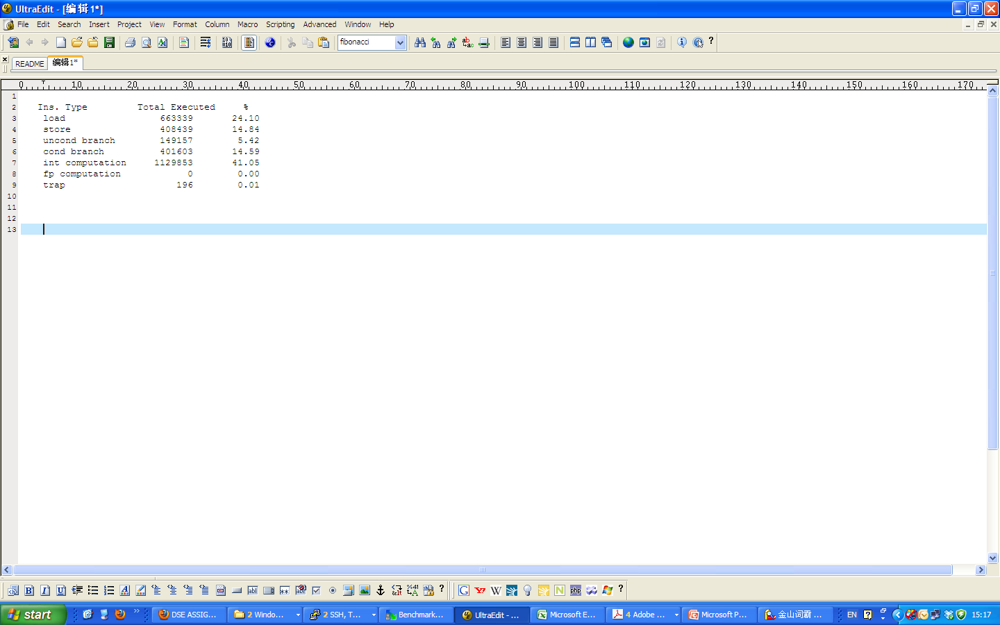 UltraEdit - [编辑1*]
File Edit Search Insert Project View Format Column Macro Scripting Advanced Window Help
fibonacci
README 编辑1*
0 10 20 30 40 50 60 70 80 90 100 110 120 130 140 150 160 170
1
2 Ins. Type Total Executed %
3 load 663339 24.10
4 store 408439 14.84
5 uncond branch 149157 5.42
6 cond branch 401603 14.59
7 int computation 1129853 41.05
8 fp computation 0 0.00
9 trap 196 0.01
10
11
12
13
start DSE ASSIG... 2 Windo... 2 SSH, T... Benchmark... UltraEdit - ... Microsoft E... 4 Adobe ... Microsoft P... 金山词霸 ... EN 15:17